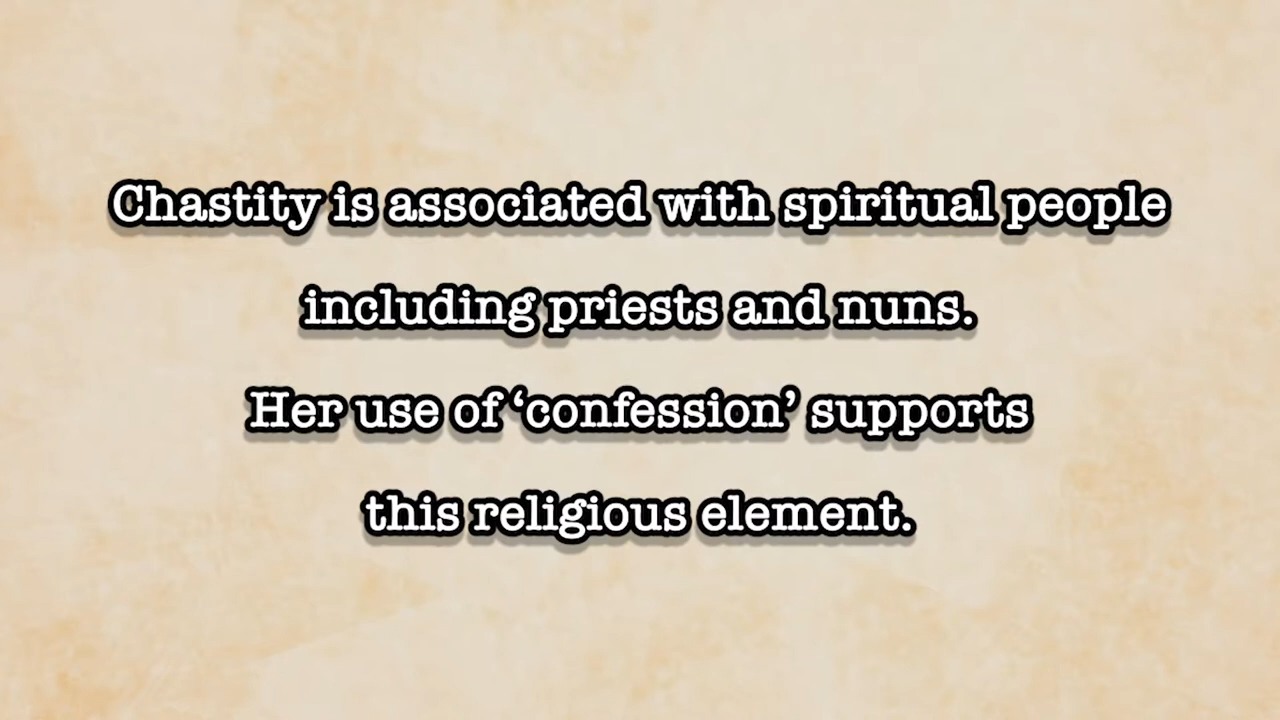 Chastity is associated with spiritual people
including priests and nuns.
Her use of ‘confession’ supports
this religious element.